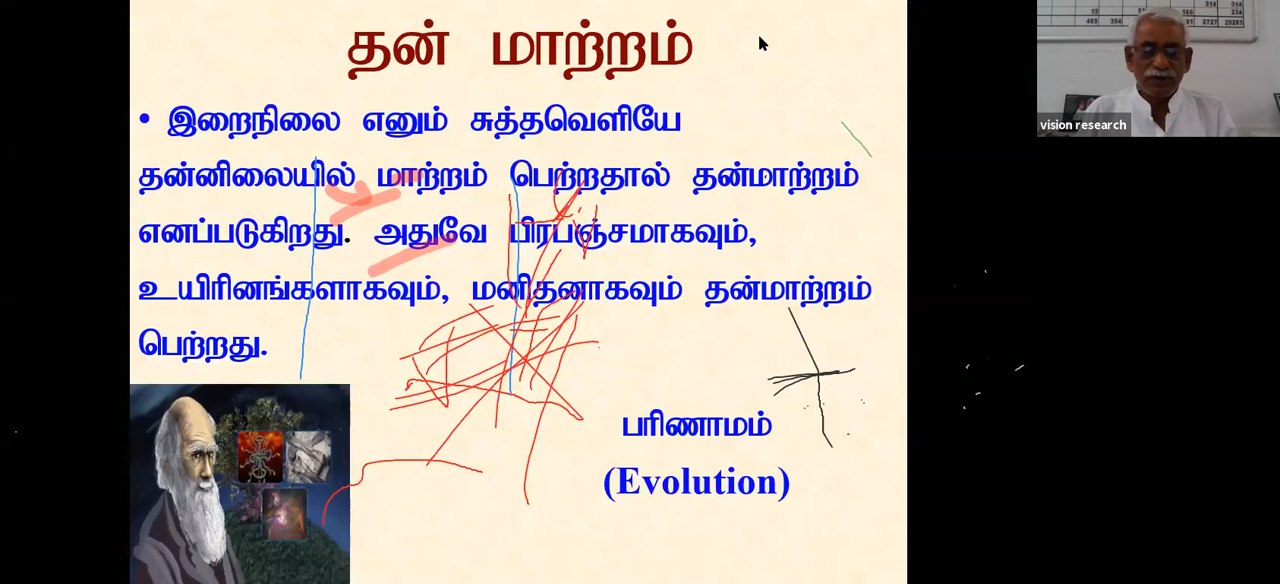 தன் மாற்றம்
• இறைநிலை எனும் சுத்தவெளியே
தன்னிலையில் மாற்றம் பெற்றதால் தன்மாற்றம்
எனப்படுகிறது. அதுவே பிரபஞ்சமாகவும்,
உயிரினங்களாகவும், மனிதனாகவும் தன்மாற்றம்
பெற்றது.
பரிணாமம்
(Evolution)
vision research